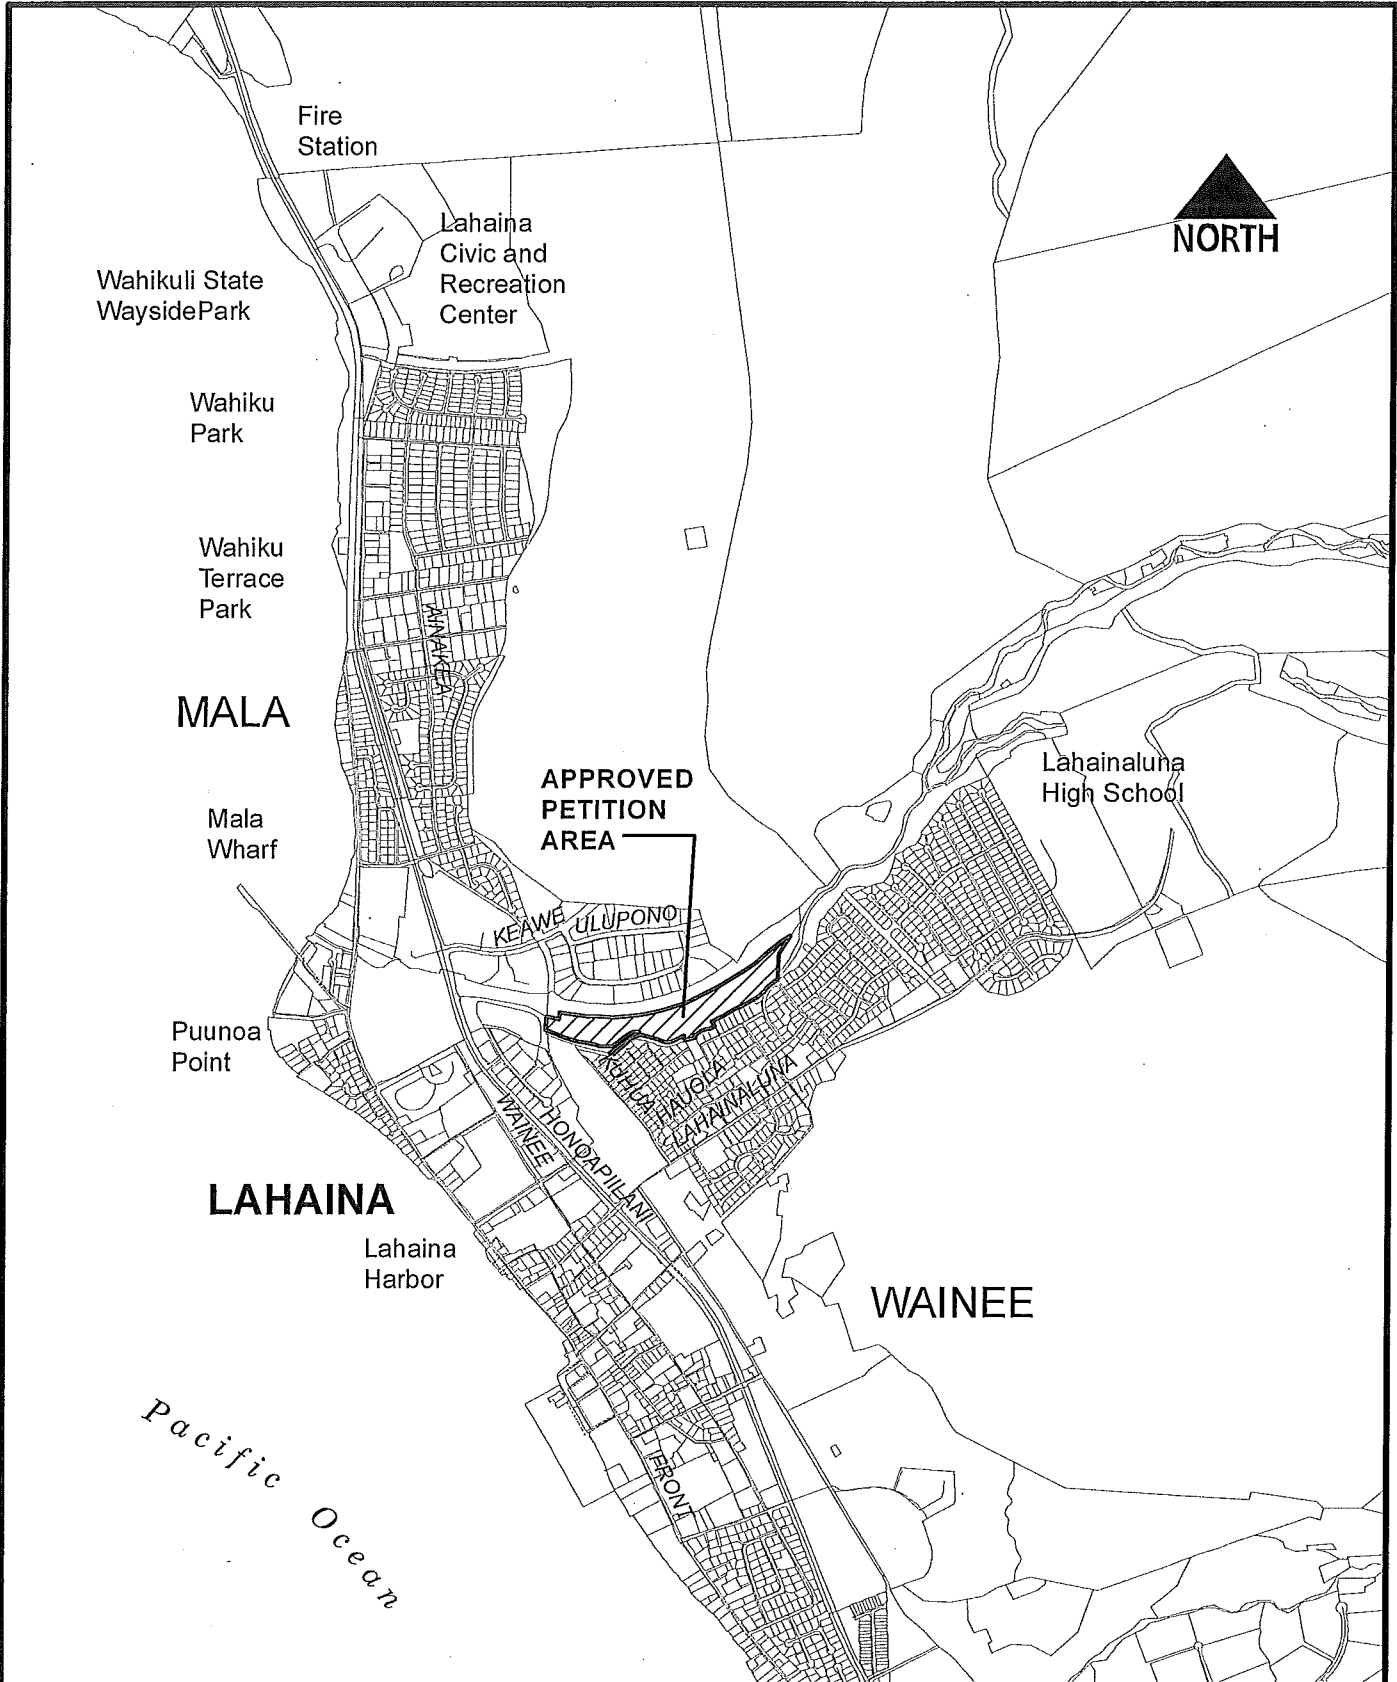 Fire
Station
Lahaina
Civic and
Recreation
Center
NORTH
Wahikuli State
WaysidePark
Wahiku
Park
Wahiku
Terrace
Park
AINAKEA
MALA
Lahainaluna
High School
APPROVED
PETITION
AREA
Mala
Wharf
KEAWE
ULUPONO
Puunoa
Point
KUHUA
HAUOLA
LAHAINALUNA
WAINEE
HONOAPIILANI
LAHAINA
Lahaina
Harbor
WAINEE
FRONT
Pacific Ocean